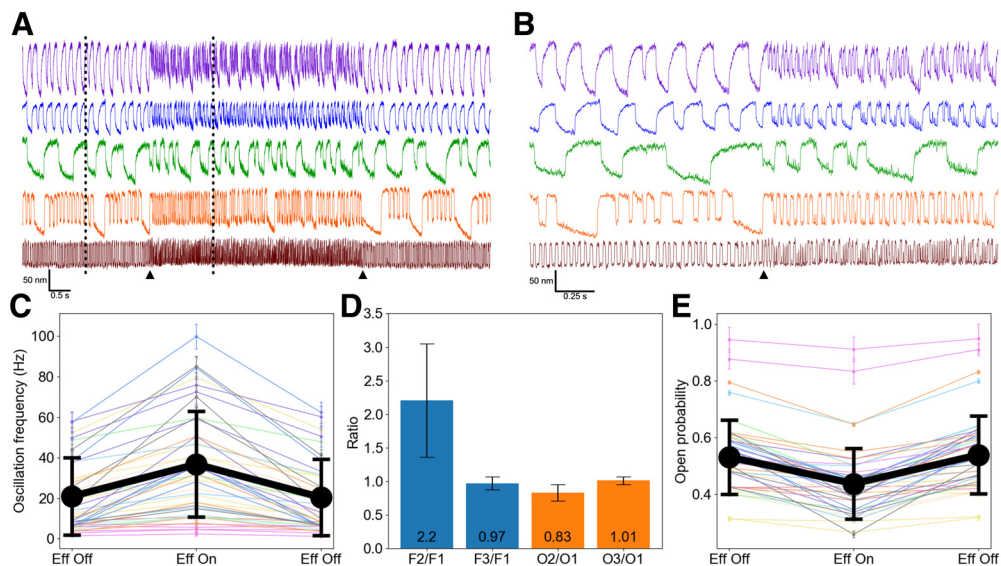 A
B
50 nm
0.5 s
50 nm
0.25 s
C
D
E
Oscillation frequency (Hz)
100
80
60
40
20
0
Eff Off
Eff On
Eff Off
Ratio
3.5
3.0
2.5
2.0
1.5
1.0
0.5
0.0
2.2
0.97
0.83
1.01
F2/F1
F3/F1
O2/O1
O3/O1
Open probability
1.0
0.8
0.6
0.4
Eff Off
Eff On
Eff Off